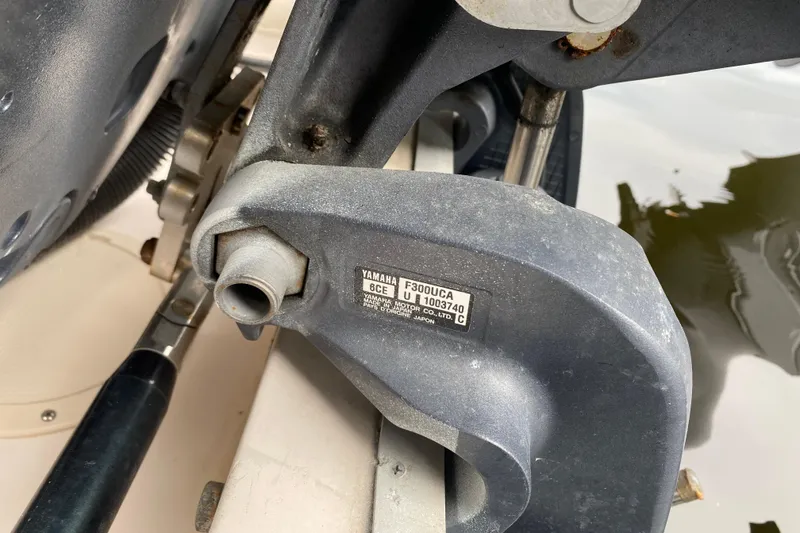 YAMAHA F300UCA
6CE U 1003740
YAMAHA MOTOR CO., LTD. C
MADE IN JAPAN
PAYS D'ORIGINE JAPON